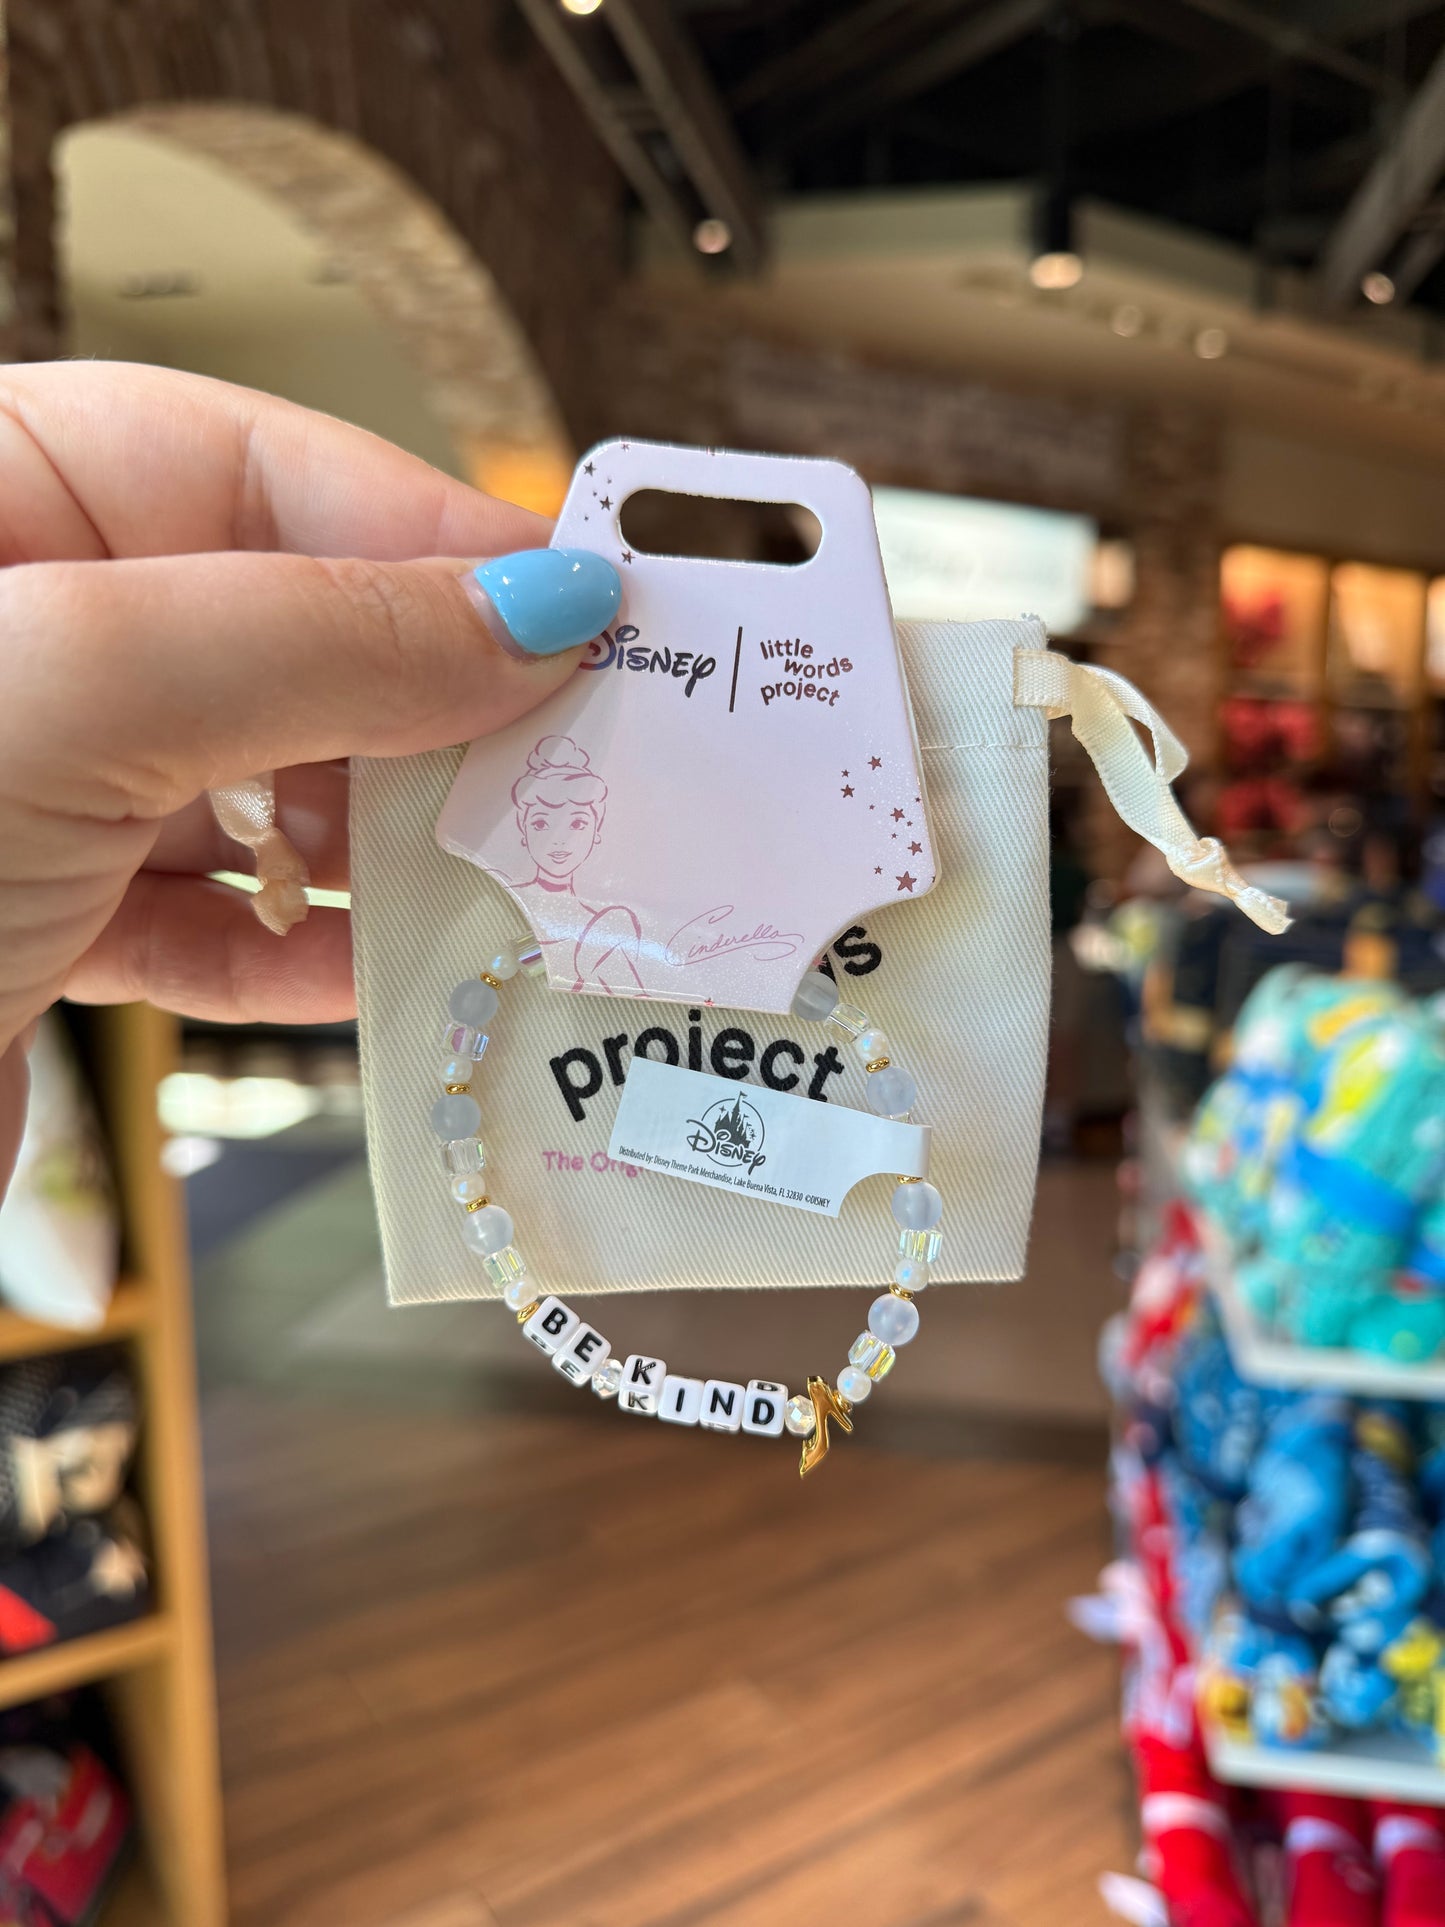 Disney
little
words
project
Cinderella
project
The
Disney
Distributed by: Disney Theme Park Merchandise, Lake Buena Vista, FL 32830 ©DISNEY
BE KIND